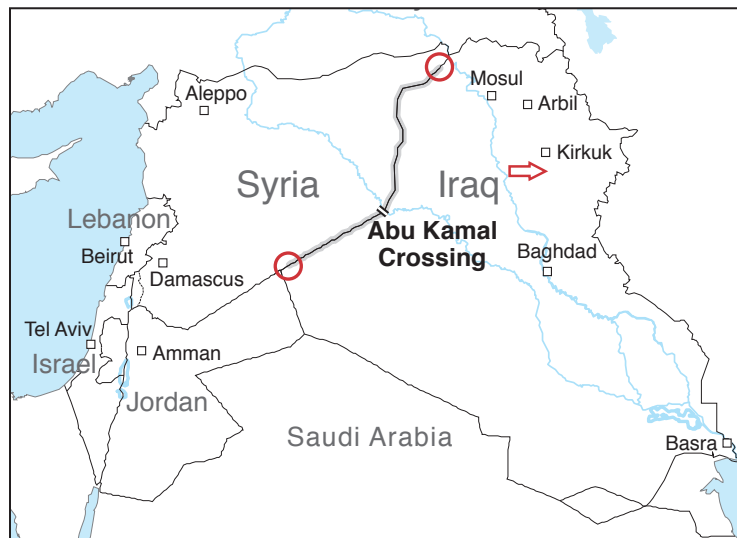 Aleppo
Mosul
Arbil
Kirkuk
Syria
Iraq
Lebanon
Abu Kamal
Crossing
Beirut
Damascus
Baghdad
Tel Aviv
Israel
Amman
Jordan
Saudi Arabia
Basra